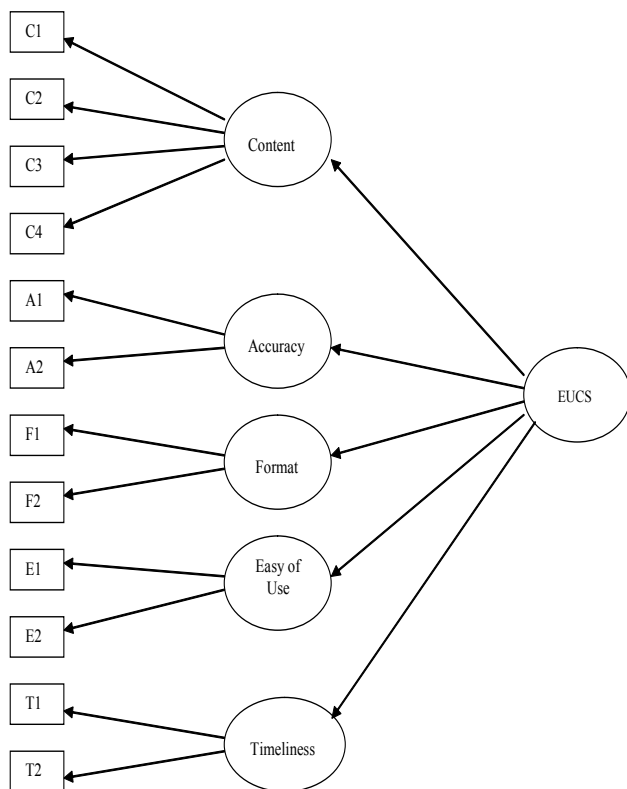 C1
C2
C3
C4
Content
A1
A2
Accuracy
EUCS
F1
F2
Format
E1
E2
Easy of
Use
T1
T2
Timeliness